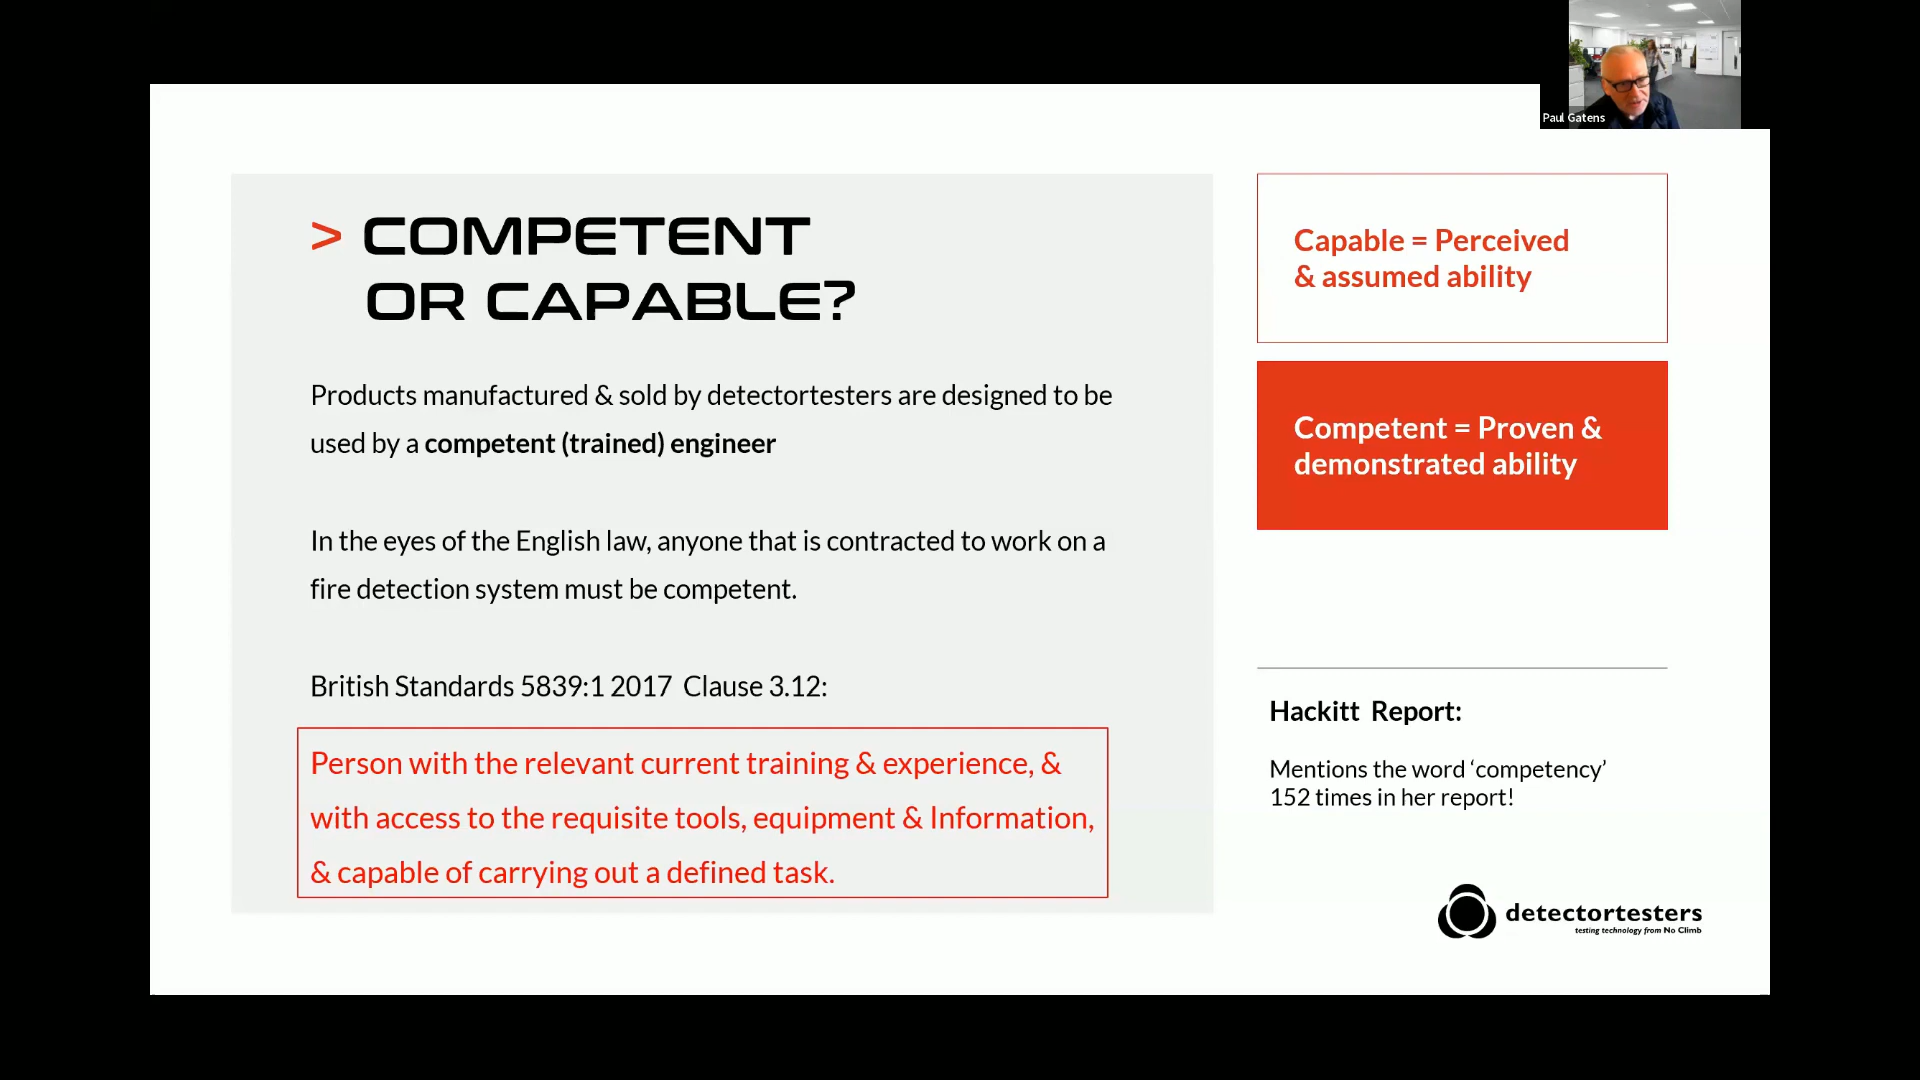 Paul Gatens
> COMPETENT
OR CAPABLE?
Products manufactured & sold by detectortesters are designed to be
used by a competent (trained) engineer
In the eyes of the English law, anyone that is contracted to work on a
fire detection system must be competent.
British Standards 5839:1 2017  Clause 3.12:
Person with the relevant current training & experience, &
with access to the requisite tools, equipment & Information,
& capable of carrying out a defined task.
Capable = Perceived
& assumed ability
Competent = Proven &
demonstrated ability
Hackitt  Report:
Mentions the word ‘competency’
152 times in her report!
detectortesters
testing technology from No Climb